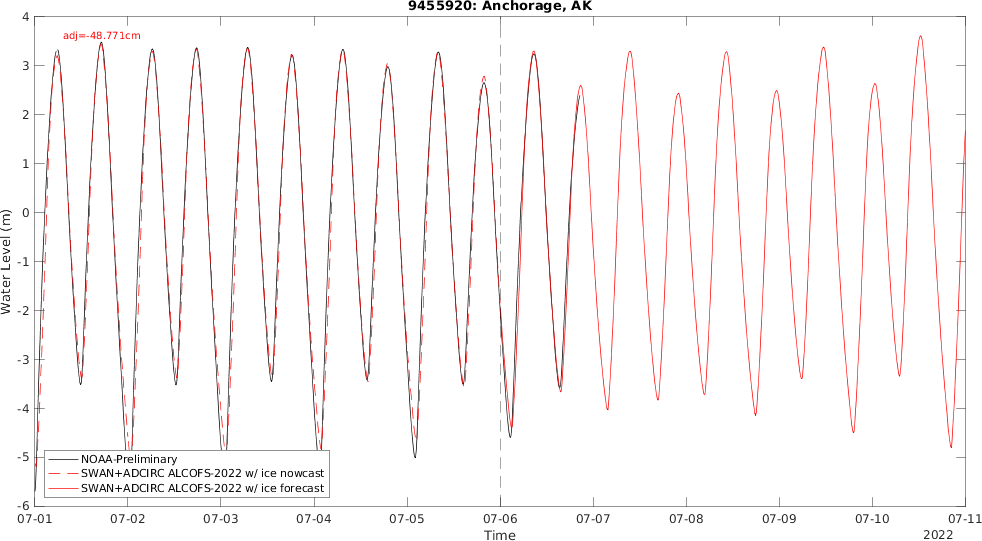 9455920: Anchorage, AK
adj=-48.771cm
4
3
2
1
0
-1
-2
-3
-4
-5
-6
Water Level (m)
NOAA-Preliminary
SWAN+ADCIRC ALCOFS-2022 w/ ice nowcast
SWAN+ADCIRC ALCOFS-2022 w/ ice forecast
07-01 07-02 07-03 07-04 07-05 07-06 07-07 07-08 07-09 07-10 07-11
Time
2022